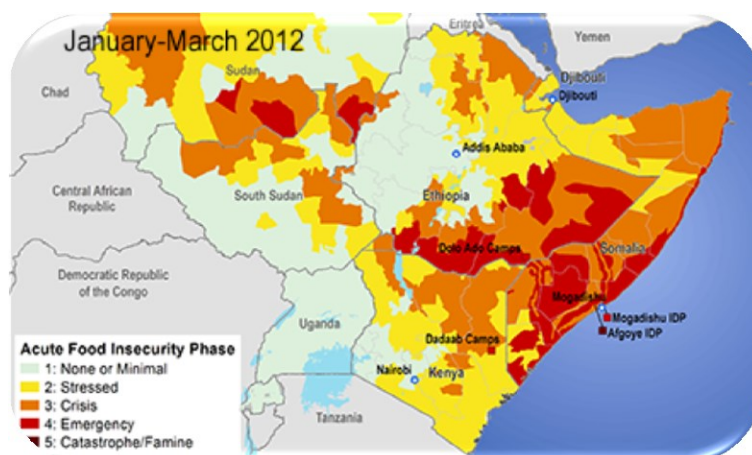 January-March 2012
Eritrea
Yemen
Sudan
Chad
Djibouti
Djibouti
Addis Ababa
Central African
Republic
South Sudan
Ethiopia
Dolo Ado Camps
Somalia
Democratic Republic
of the Congo
Mogadishu
Mogadishu IDP
Afgoye IDP
Uganda
Dadaab Camps
Nairobi
Kenya
Tanzania
Acute Food Insecurity Phase
1: None or Minimal
2: Stressed
3: Crisis
4: Emergency
5: Catastrophe/Famine